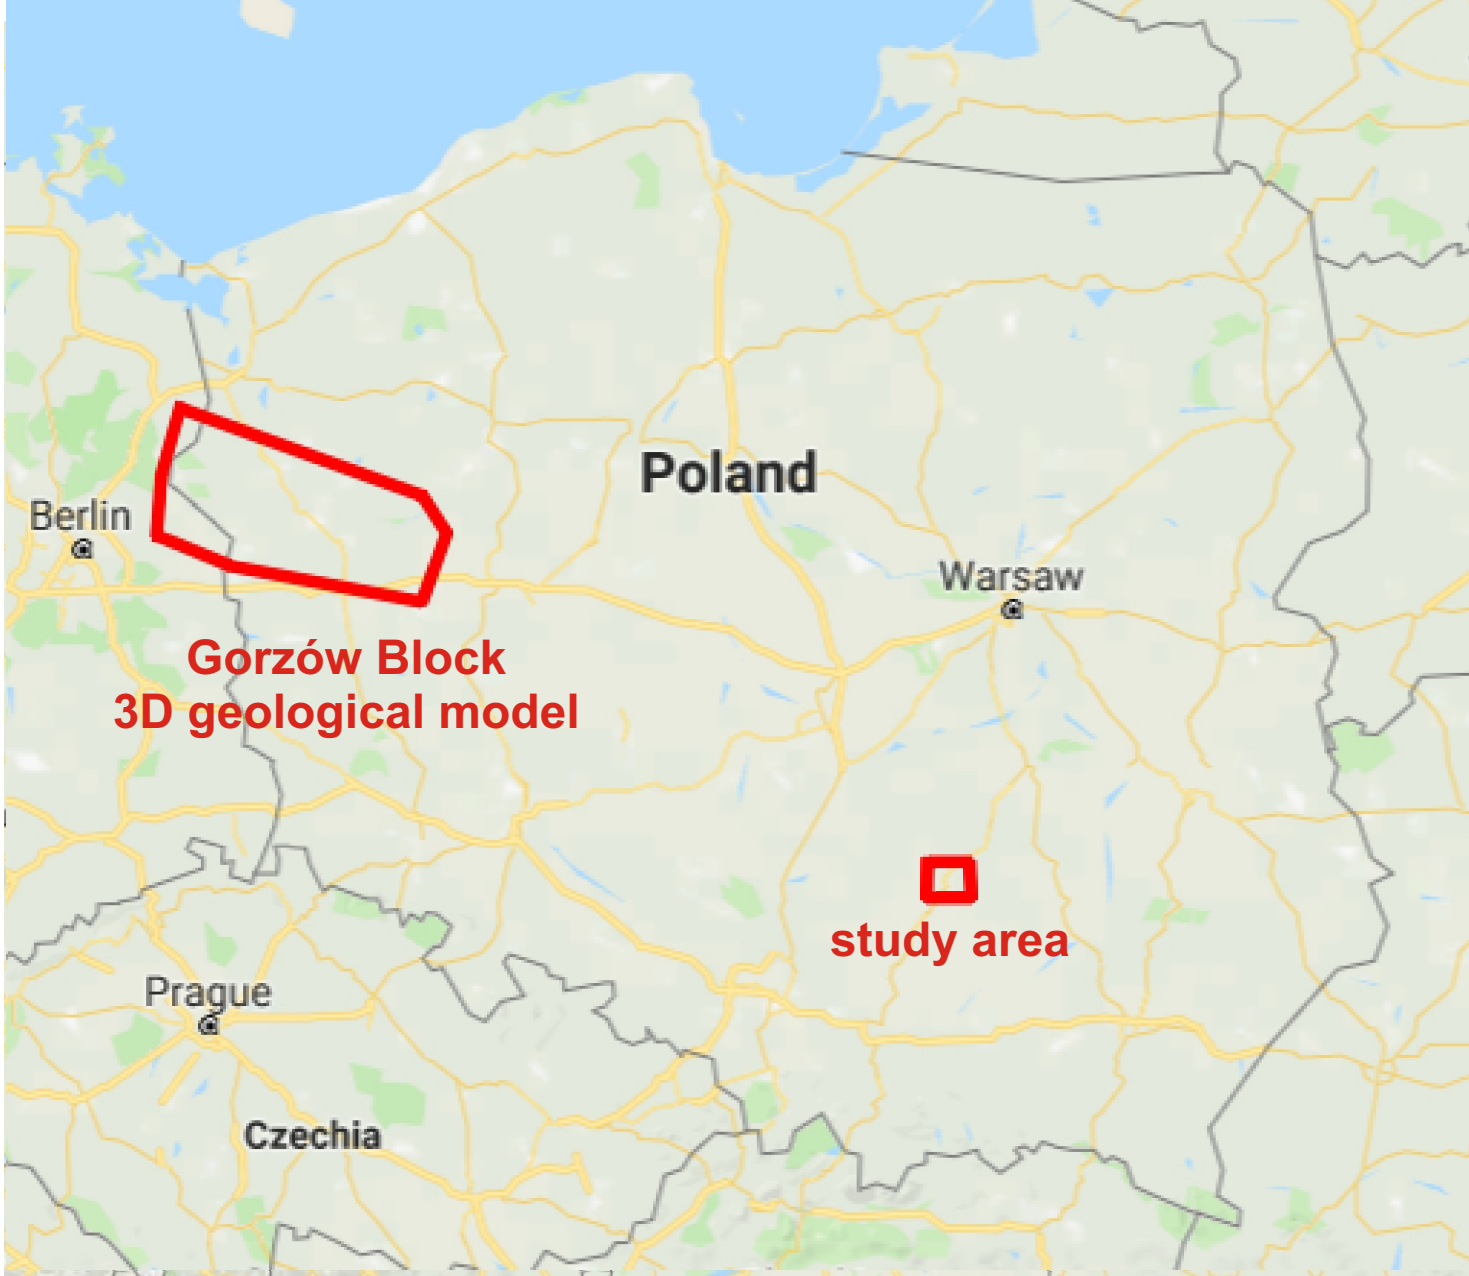 Poland
Berlin
Warsaw
Gorzów Block
3D geological model
study area
Prague
Czechia